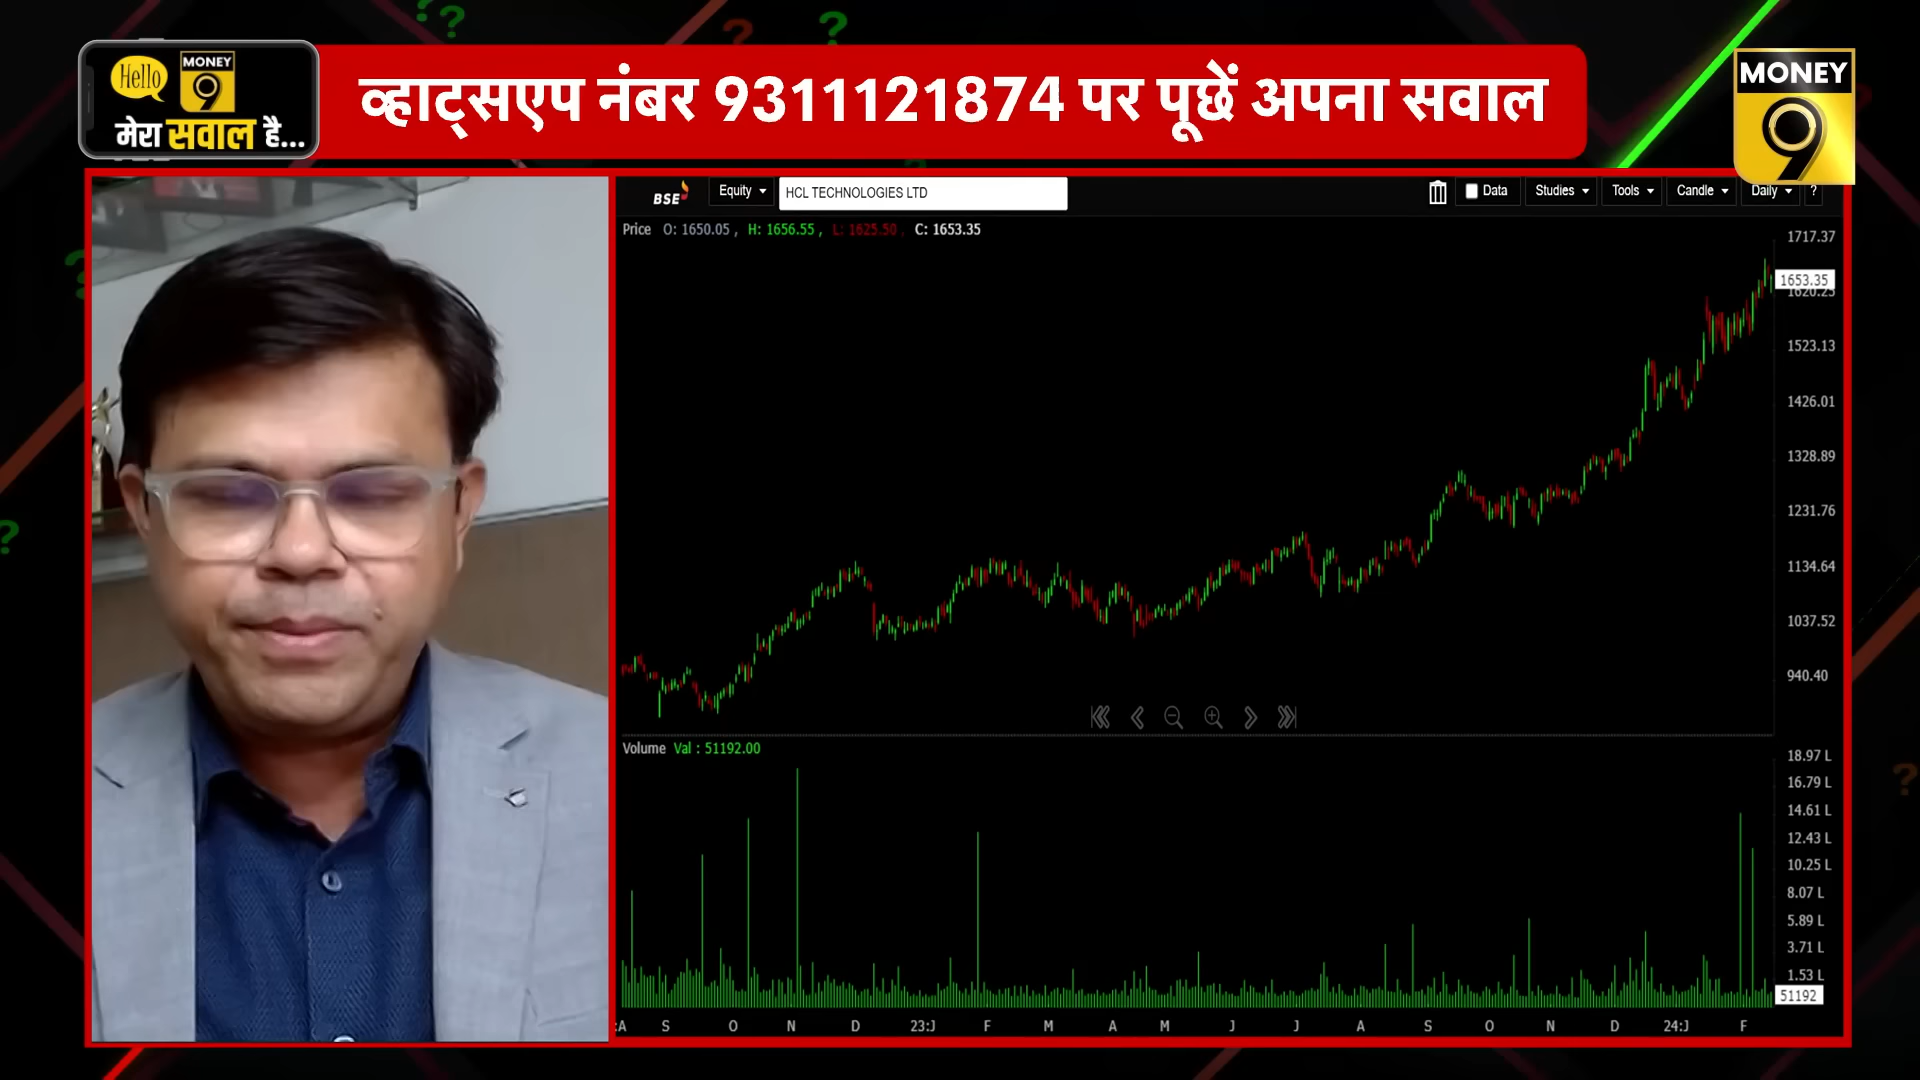 Hello
MONEY
9
मेरा सवाल है...
व्हाट्सएप नंबर 9311121874 पर पूछें अपना सवाल
MONEY
9
BSE
Equity
HCL TECHNOLOGIES LTD
Data
Studies
Tools
Candle
Daily
?
Price O: 1650.05 , H: 1656.55 , L: 1625.50 , C: 1653.35
1717.37
1653.35
1620.25
1523.13
1426.01
1328.89
1231.76
1134.64
1037.52
940.40
Volume Val : 51192.00
18.97 L
16.79 L
14.61 L
12.43 L
10.25 L
8.07 L
5.89 L
3.71 L
1.53 L
51192
:A S O N D 23:J F M A M J J A S O N D 24:J F